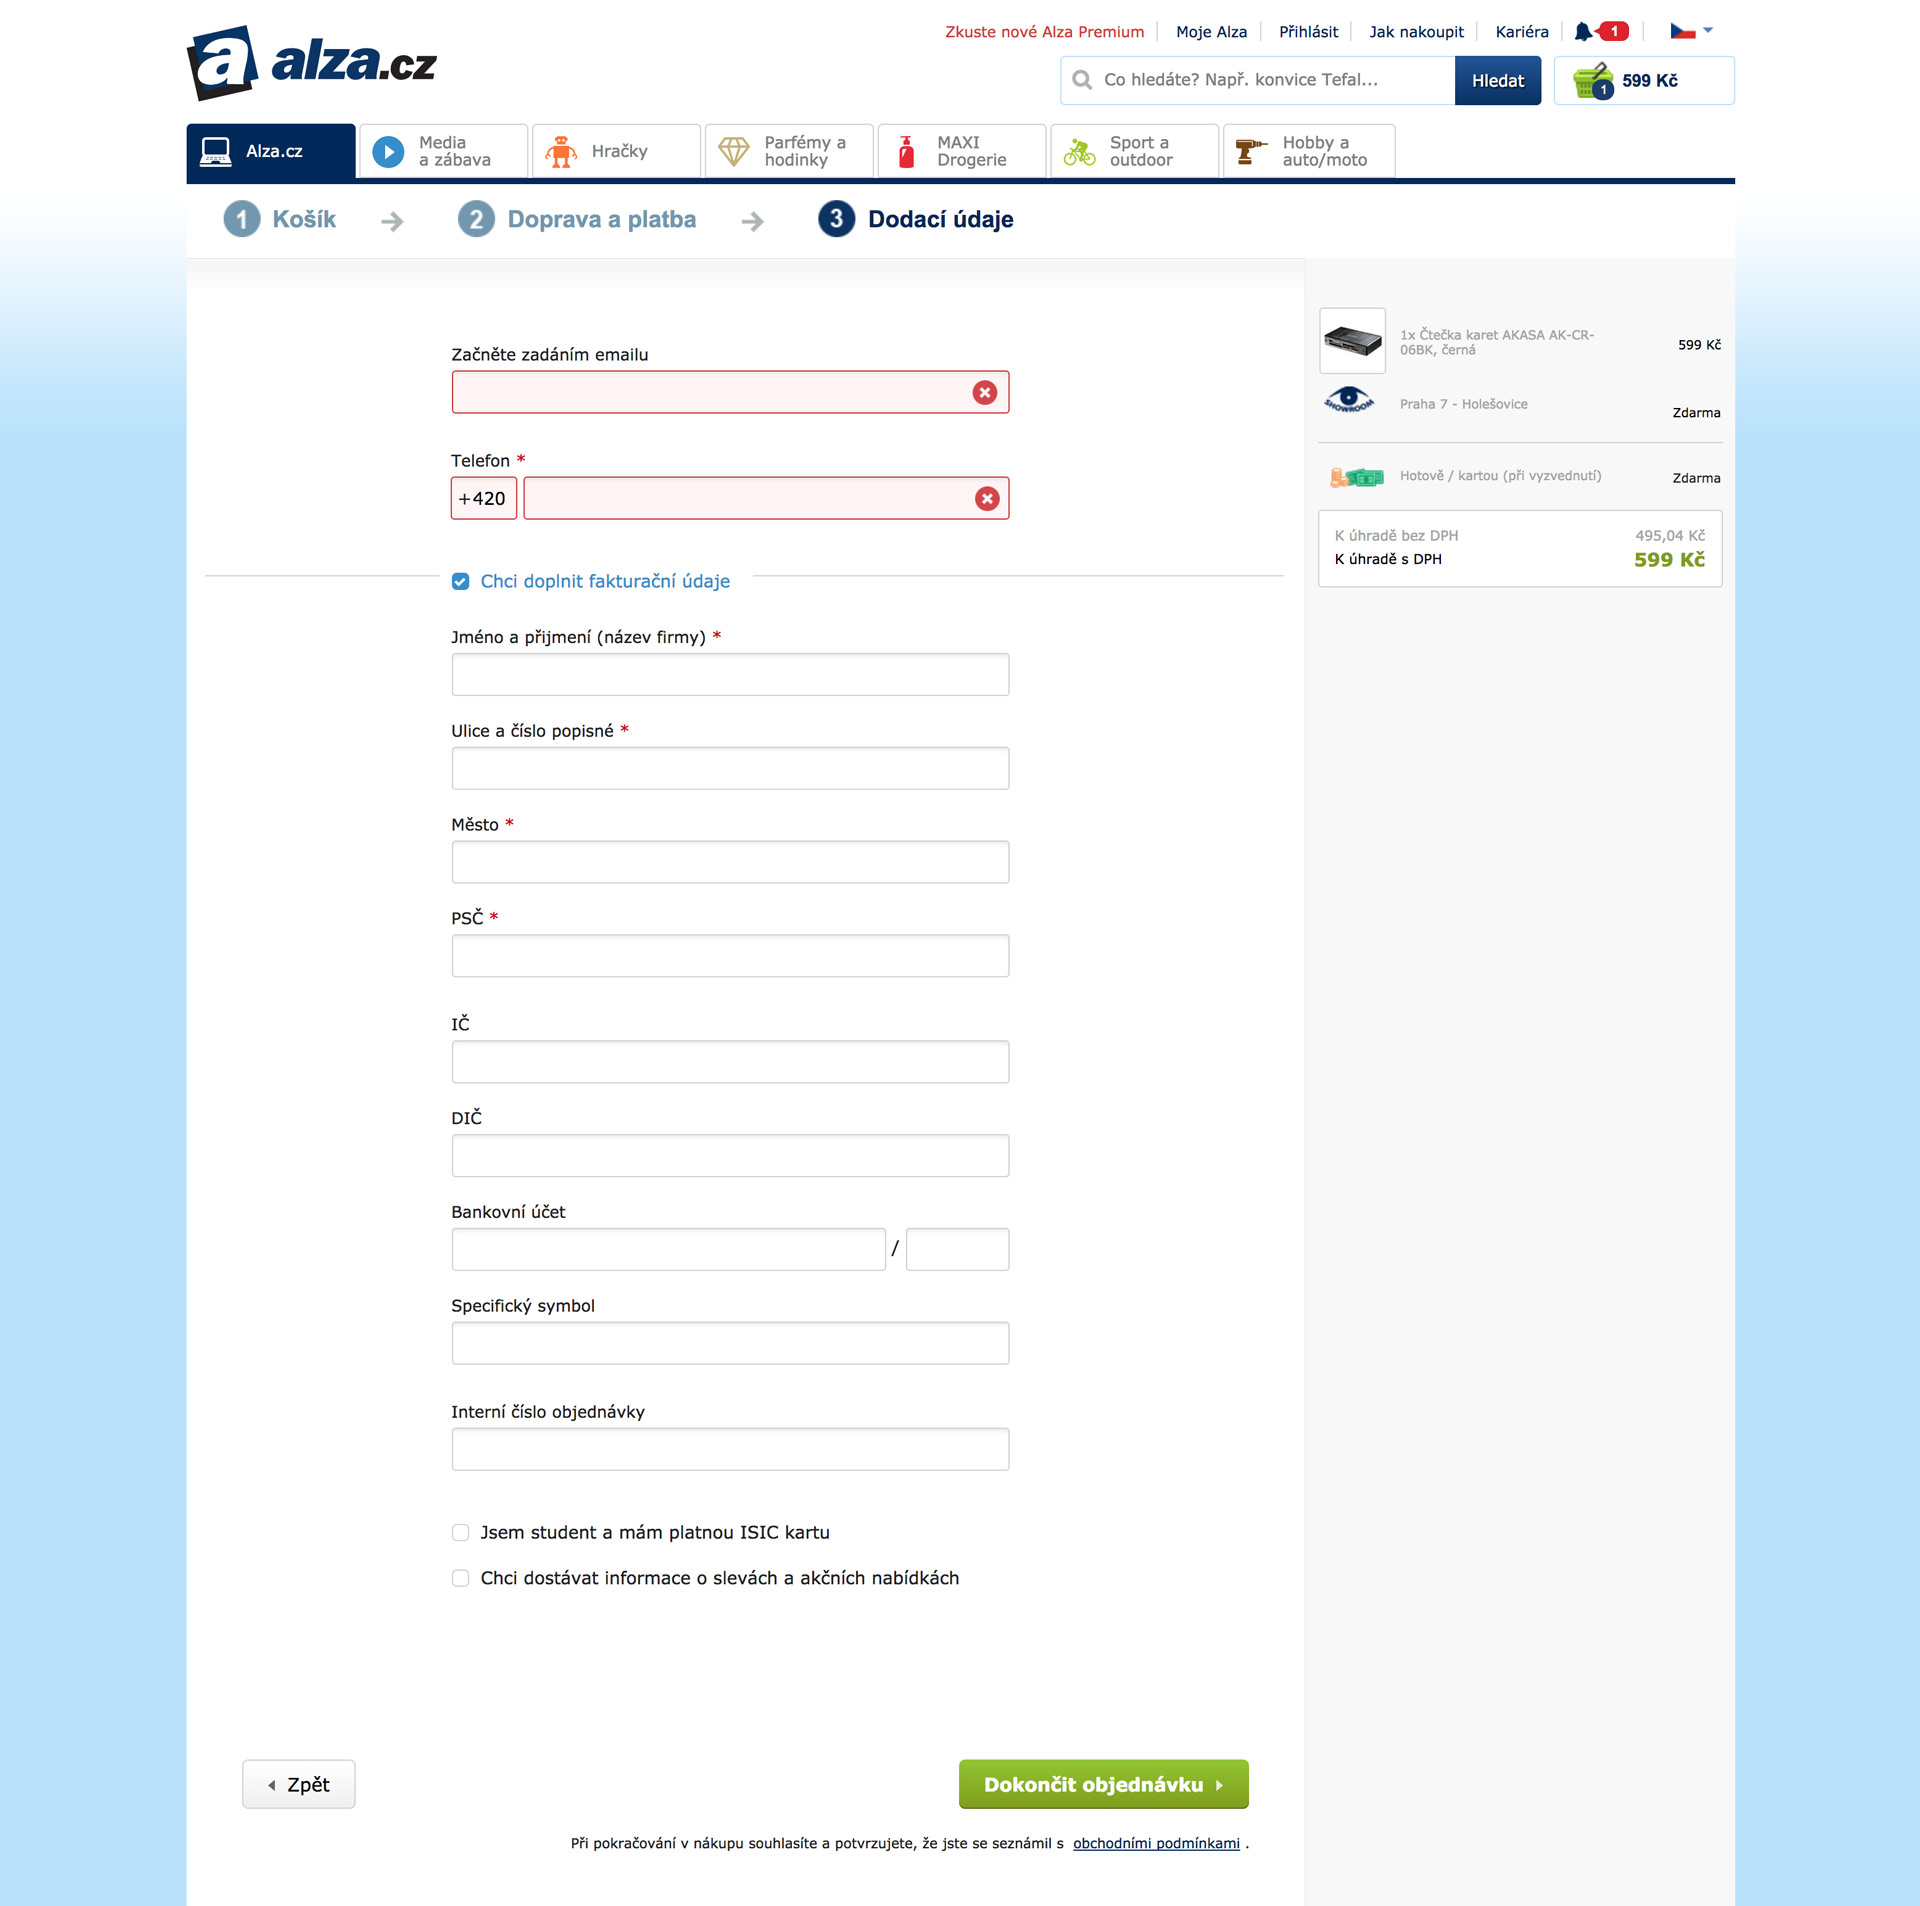 alza.cz
Zkuste nové Alza Premium
Moje Alza
Přihlásit
Jak nakoupit
Kariéra
1
Co hledáte? Např. konvice Tefal...
Hledat
1
599 Kč
Alza.cz
Media
a zábava
Hračky
Parfémy a
hodinky
MAXI
Drogerie
Sport a
outdoor
Hobby a
auto/moto
1 Košík
2 Doprava a platba
3 Dodací údaje
Začněte zadáním emailu
Telefon *
+420
Chci doplnit fakturační údaje
Jméno a přijmení (název firmy) *
Ulice a číslo popisné *
Město *
PSČ *
IČ
DIČ
Bankovní účet
/
Specifický symbol
Interní číslo objednávky
Jsem student a mám platnou ISIC kartu
Chci dostávat informace o slevách a akčních nabídkách
Zpět
Dokončit objednávku
Při pokračování v nákupu souhlasíte a potvrzujete, že jste se seznámil s obchodními podmínkami .
1x Čtečka karet AKASA AK-CR-
06BK, černá
599 Kč
SHOWROOM
Praha 7 - Holešovice
Zdarma
Hotově / kartou (při vyzvednutí)
Zdarma
K úhradě bez DPH 495,04 Kč
K úhradě s DPH 599 Kč